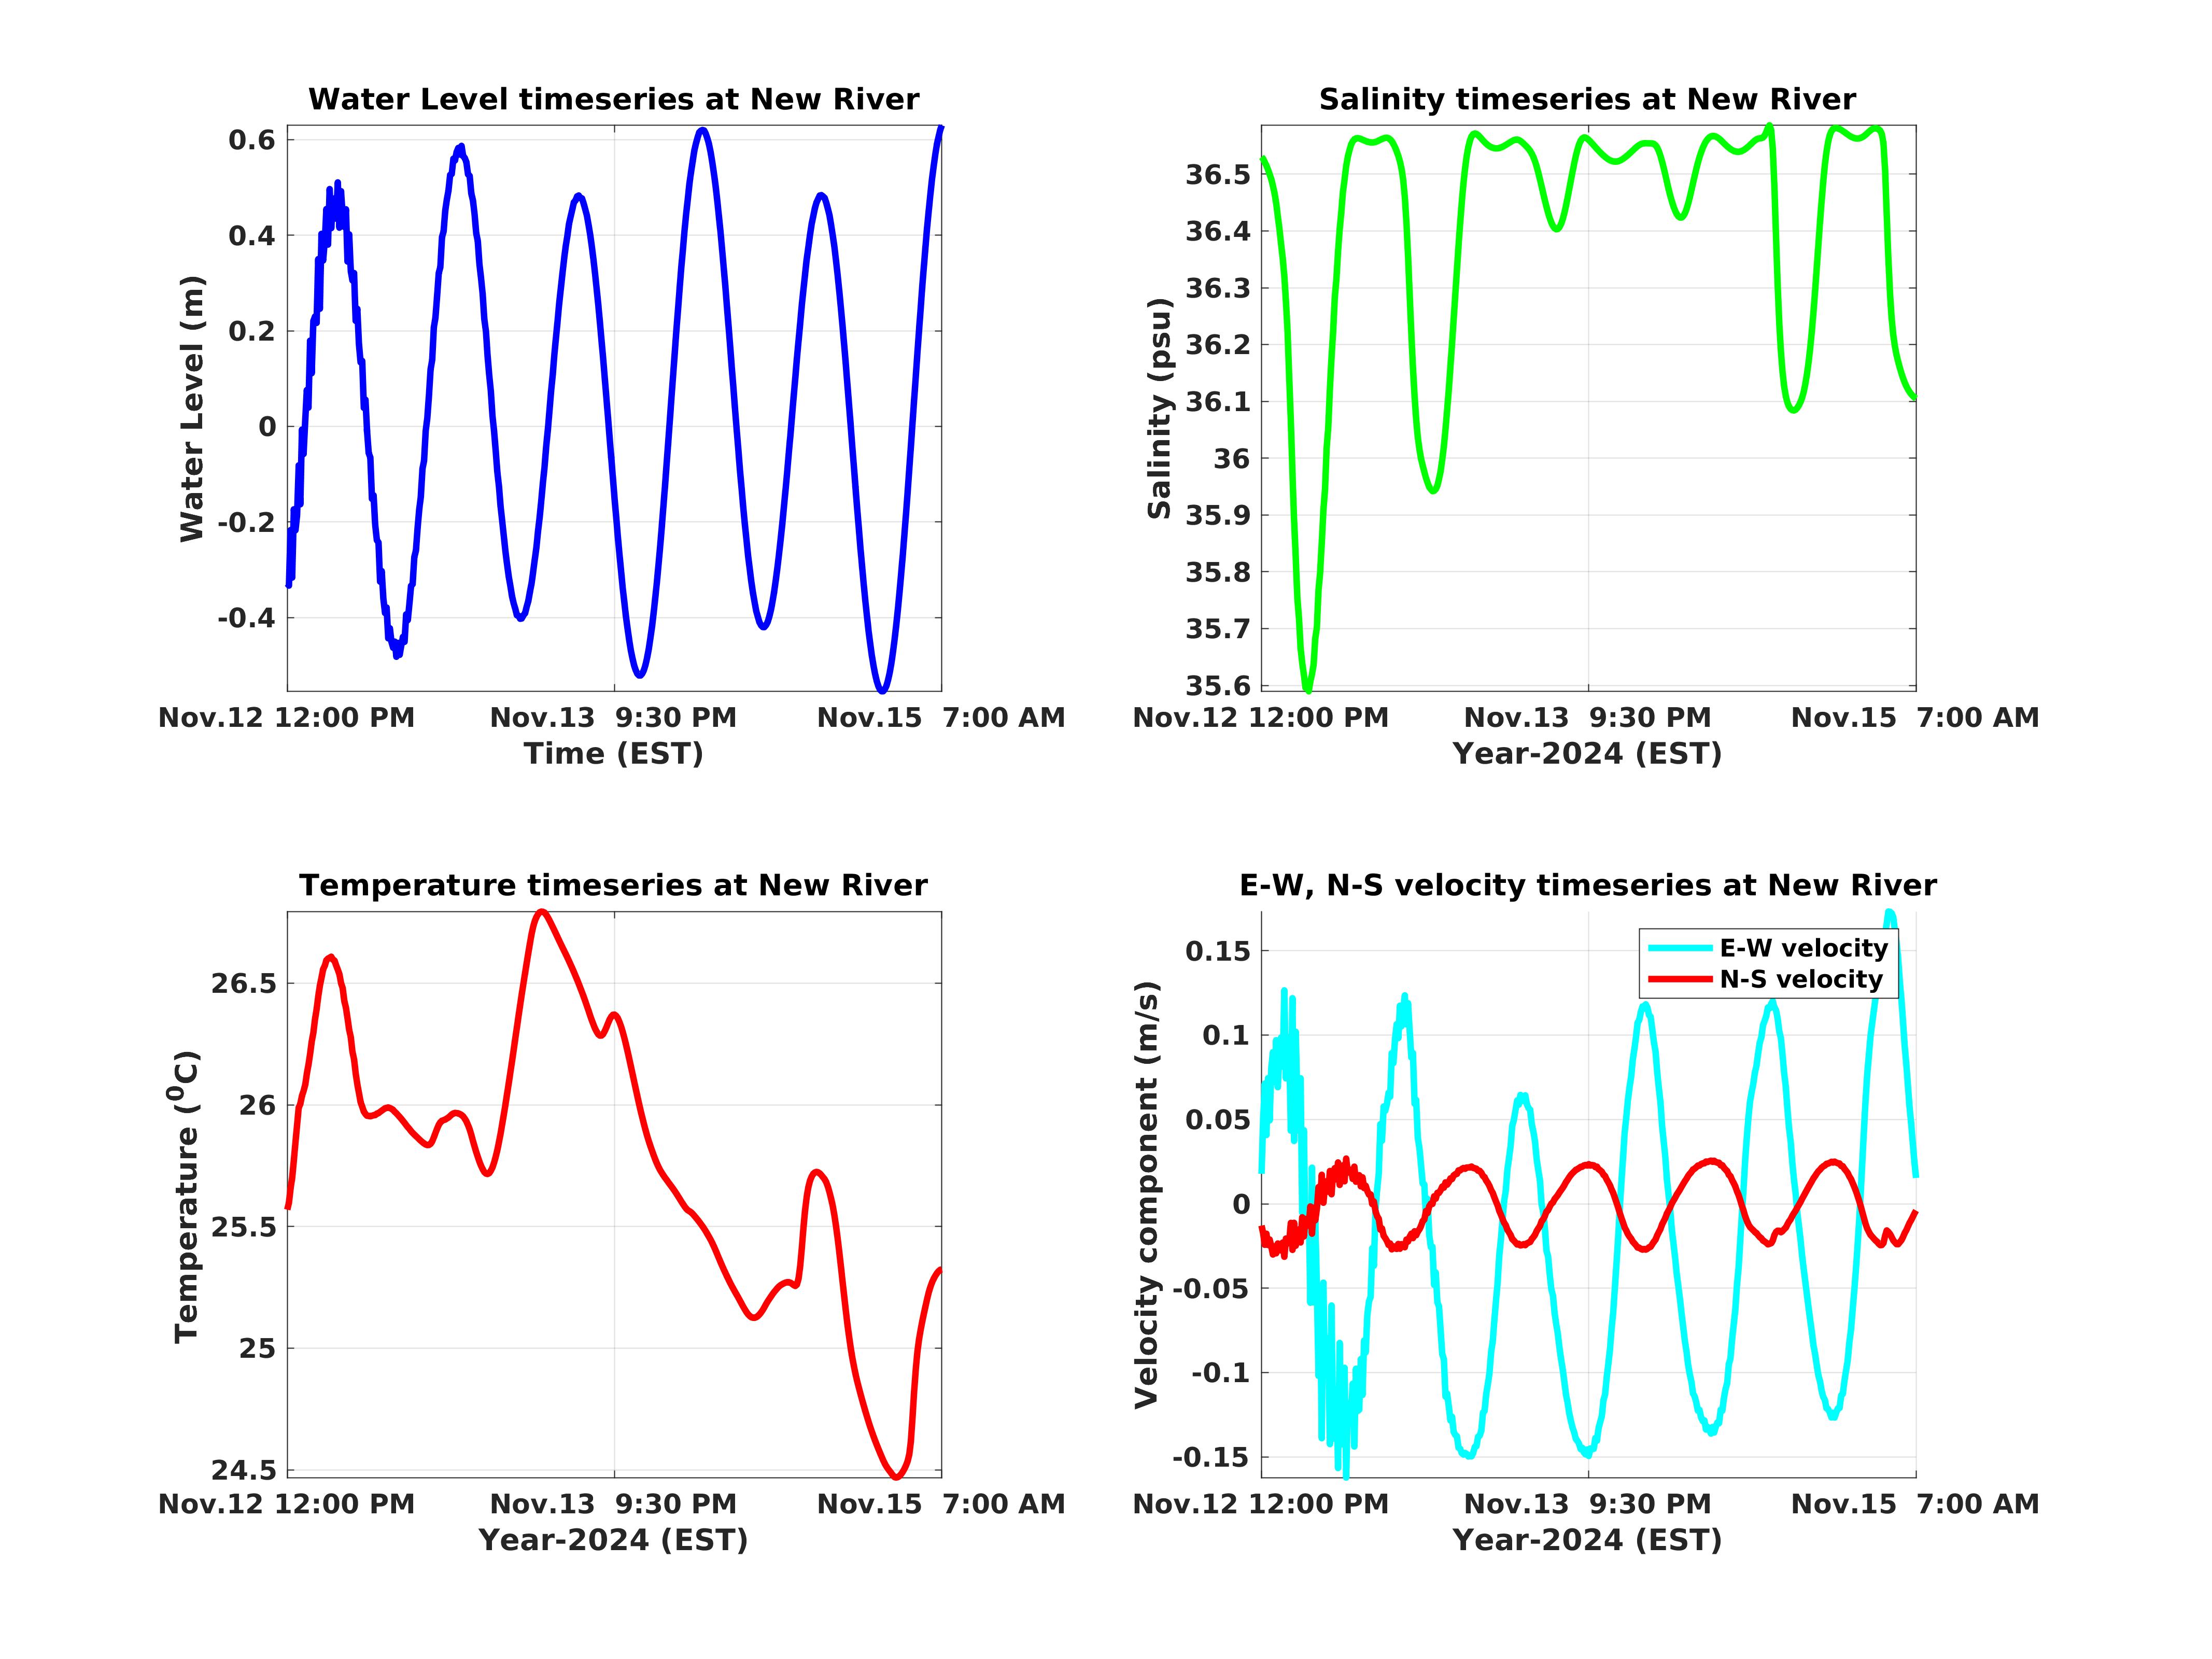 Water Level timeseries at New River
Water Level (m)
0.6
0.4
0.2
0
-0.2
-0.4
Nov.12 12:00 PM Nov.13 9:30 PM Nov.15 7:00 AM
Time (EST)
Salinity timeseries at New River
Salinity (psu)
36.5
36.4
36.3
36.2
36.1
36
35.9
35.8
35.7
35.6
Nov.12 12:00 PM Nov.13 9:30 PM Nov.15 7:00 AM
Year-2024 (EST)
Temperature timeseries at New River
Temperature (⁰C)
26.5
26
25.5
25
24.5
Nov.12 12:00 PM Nov.13 9:30 PM Nov.15 7:00 AM
Year-2024 (EST)
E-W, N-S velocity timeseries at New River
Velocity component (m/s)
0.15
0.1
0.05
0
-0.05
-0.1
-0.15
E-W velocity
N-S velocity
Nov.12 12:00 PM Nov.13 9:30 PM Nov.15 7:00 AM
Year-2024 (EST)